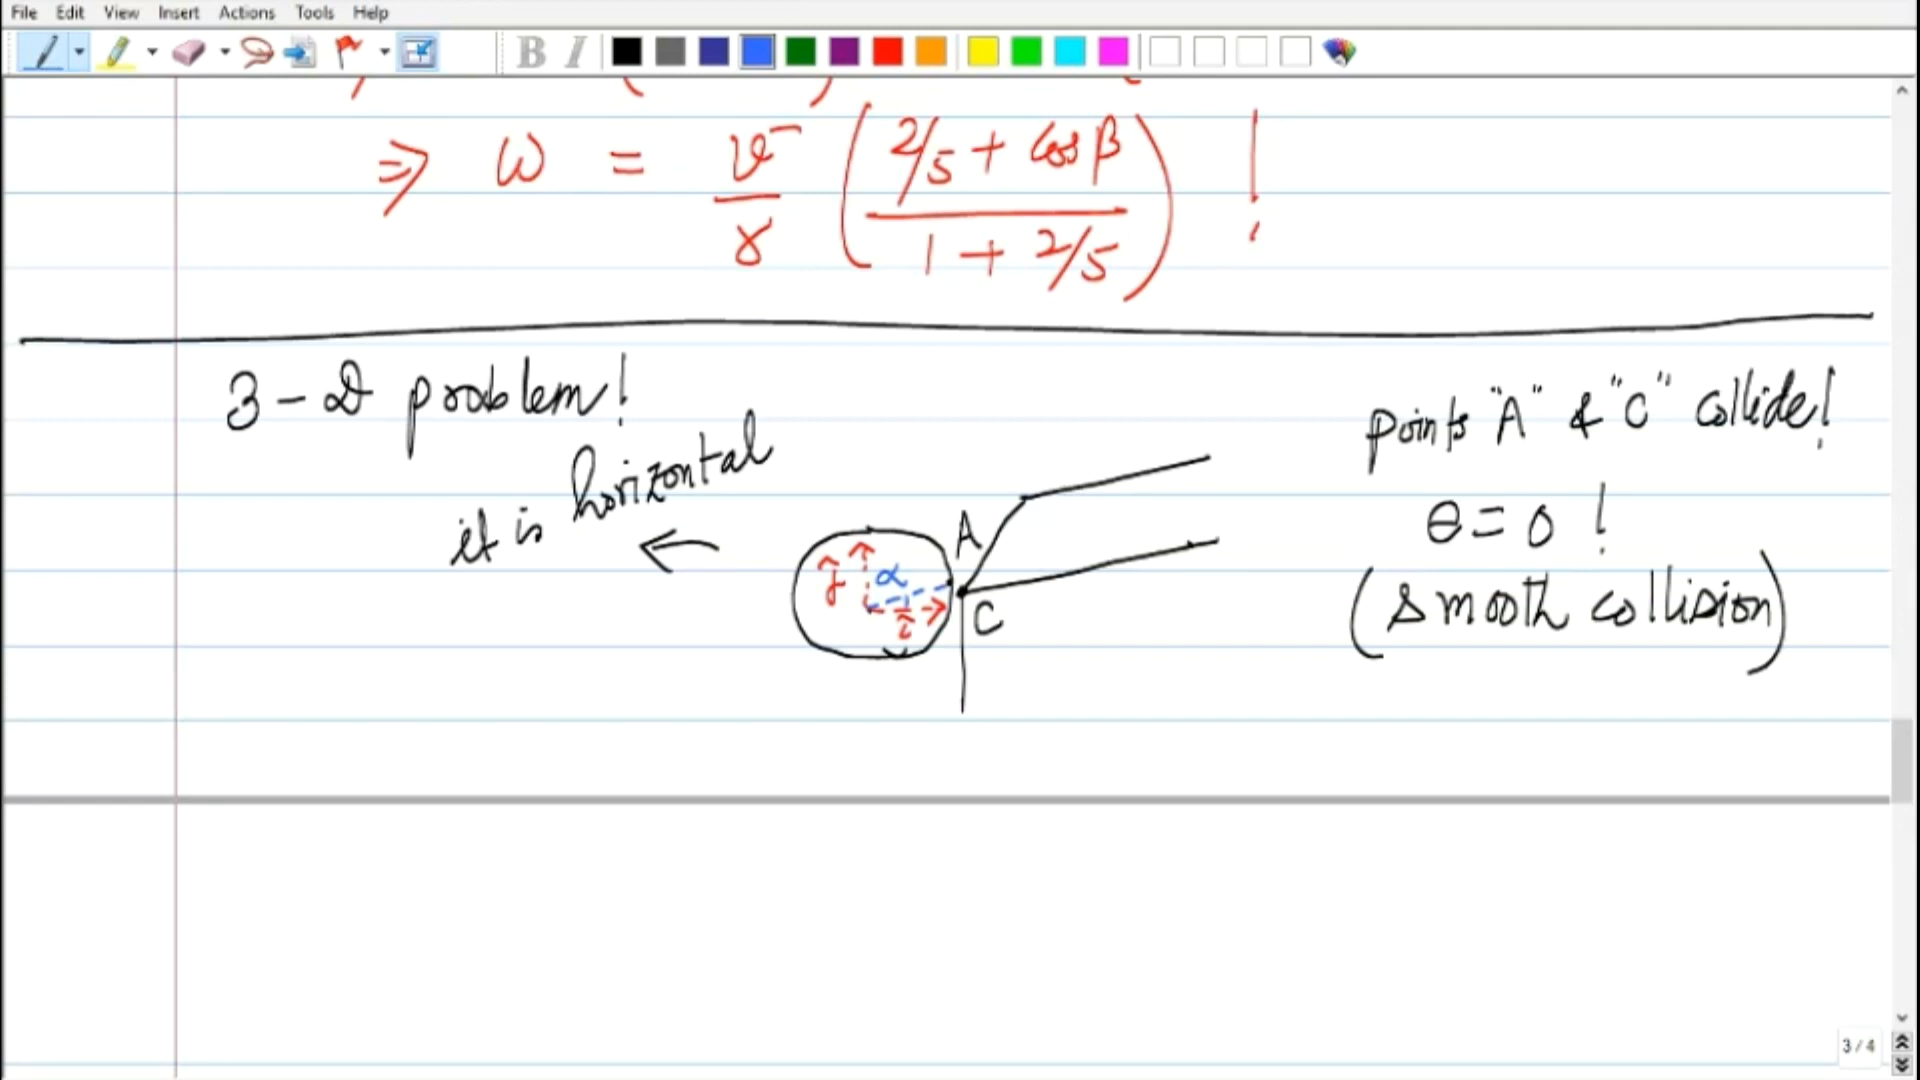 File Edit View Insert Actions Tools Help
B I
⇒ ω = v⁻/r ( 2/5 + cos β / 1 + 2/5 ) !
3-D problem!
it is horizontal
←
points "A" & "C" collide!
e = 0 !
(smooth collision)
A
ĵ α
î
C
3 / 4